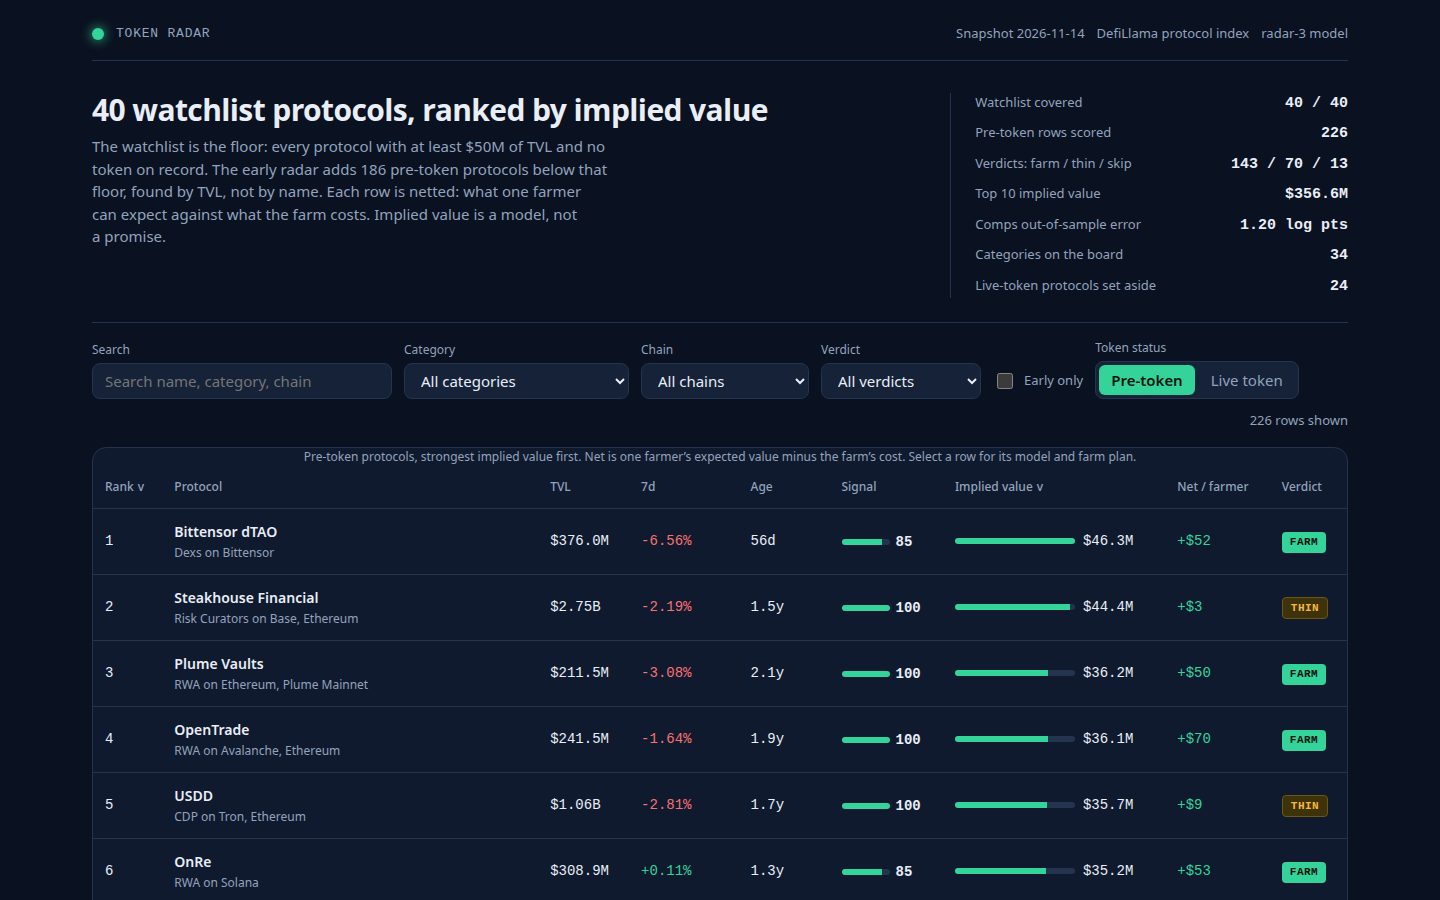 TOKEN RADAR
Snapshot 2026-11-14 DefiLlama protocol index radar-3 model
40 watchlist protocols, ranked by implied value
The watchlist is the floor: every protocol with at least $50M of TVL and no
token on record. The early radar adds 186 pre-token protocols below that
floor, found by TVL, not by name. Each row is netted: what one farmer
can expect against what the farm costs. Implied value is a model, not
a promise.
Watchlist covered 40 / 40
Pre-token rows scored 226
Verdicts: farm / thin / skip 143 / 70 / 13
Top 10 implied value $356.6M
Comps out-of-sample error 1.20 log pts
Categories on the board 34
Live-token protocols set aside 24
Search Category Chain Verdict Token status
Search name, category, chain All categories All chains All verdicts Early only Pre-token Live token
226 rows shown
Pre-token protocols, strongest implied value first. Net is one farmer's expected value minus the farm's cost. Select a row for its model and farm plan.
Rank v Protocol TVL 7d Age Signal Implied value v Net / farmer Verdict
1 Bittensor dTAO $376.0M -6.56% 56d 85 $46.3M +$52 FARM
Dexs on Bittensor
2 Steakhouse Financial $2.75B -2.19% 1.5y 100 $44.4M +$3 THIN
Risk Curators on Base, Ethereum
3 Plume Vaults $211.5M -3.08% 2.1y 100 $36.2M +$50 FARM
RWA on Ethereum, Plume Mainnet
4 OpenTrade $241.5M -1.64% 1.9y 100 $36.1M +$70 FARM
RWA on Avalanche, Ethereum
5 USDD $1.06B -2.81% 1.7y 100 $35.7M +$9 THIN
CDP on Tron, Ethereum
6 OnRe $308.9M +0.11% 1.3y 85 $35.2M +$53 FARM
RWA on Solana